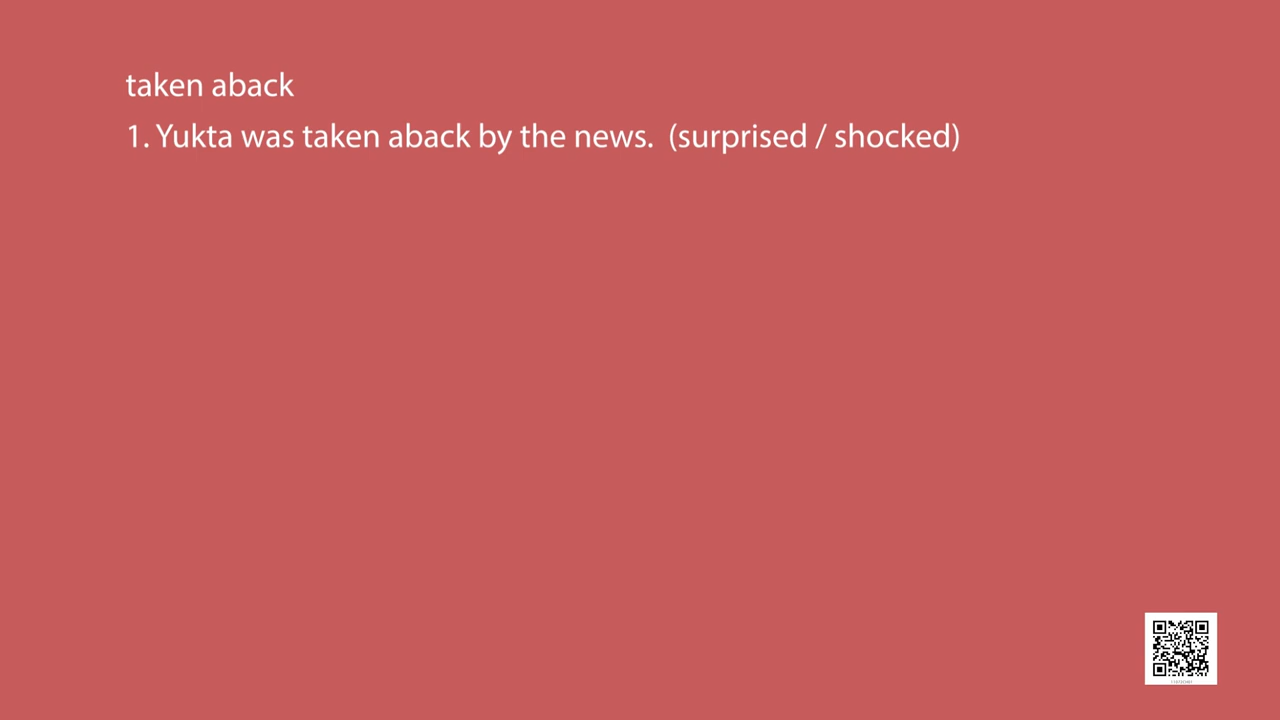 taken aback
1. Yukta was taken aback by the news.  (surprised / shocked)